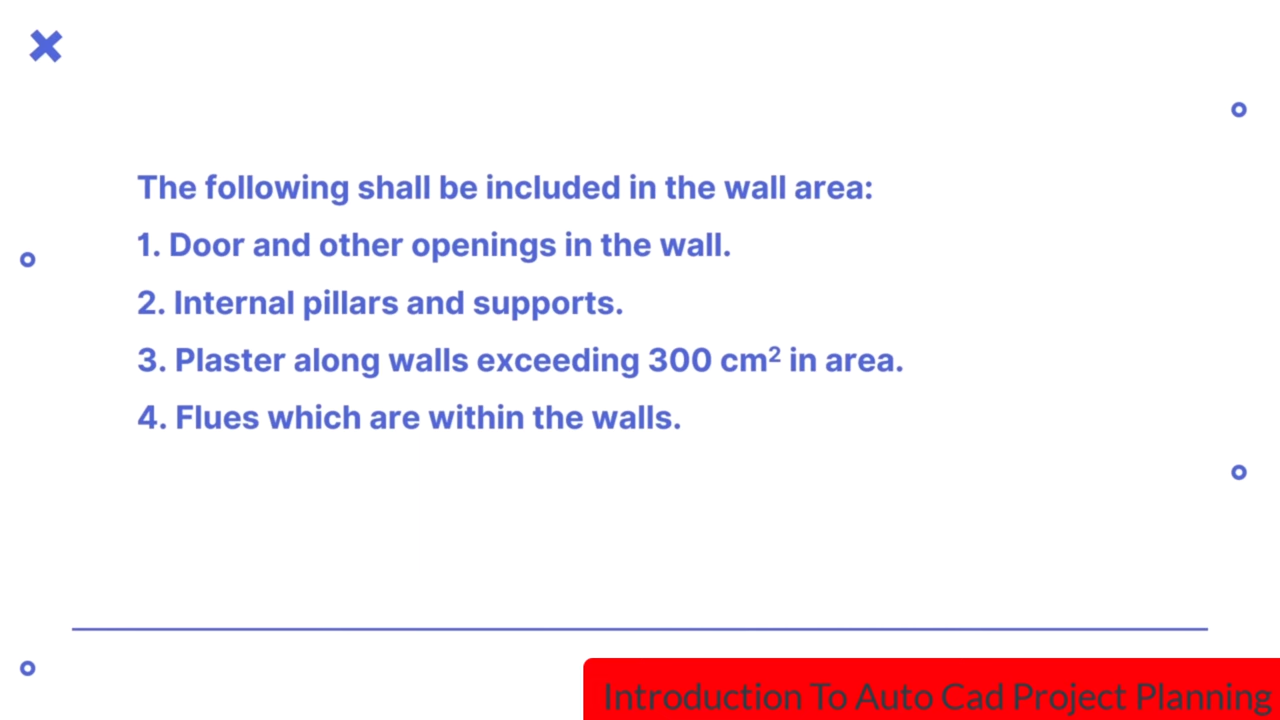 The following shall be included in the wall area:
1. Door and other openings in the wall.
2. Internal pillars and supports.
3. Plaster along walls exceeding 300 cm² in area.
4. Flues which are within the walls.
Introduction To Auto Cad Project Planning